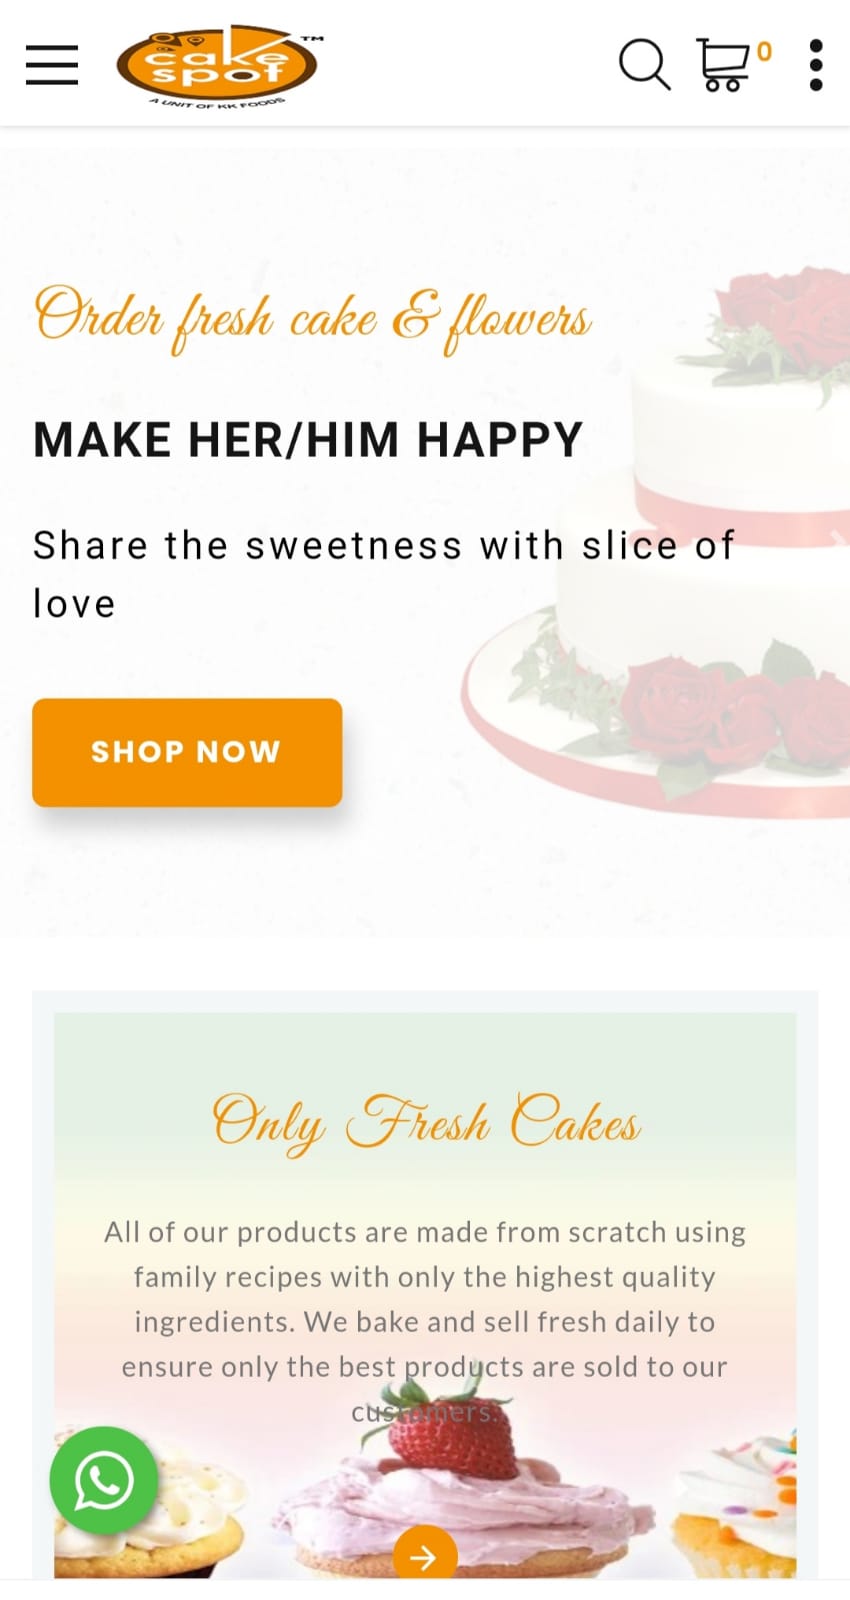 cake
spot
TM
A UNIT OF KK FOODS
0
Order fresh cake & flowers
MAKE HER/HIM HAPPY
Share the sweetness with slice of
love
SHOP NOW
Only Fresh Cakes
All of our products are made from scratch using
family recipes with only the highest quality
ingredients. We bake and sell fresh daily to
ensure only the best products are sold to our
customers.